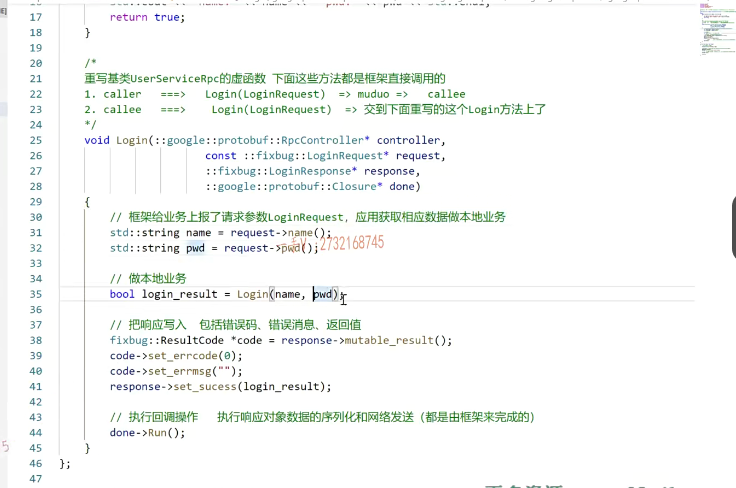 17 return true;
18 }
19
20 /*
21 重写基类UserServiceRpc的虚函数 下面这些方法都是框架直接调用的
22 1. caller ===> Login(LoginRequest) => muduo => callee
23 2. callee ===> Login(LoginRequest) => 交到下面重写的这个Login方法上了
24 */
25 void Login(::google::protobuf::RpcController* controller,
26 const ::fixbug::LoginRequest* request,
27 ::fixbug::LoginResponse* response,
28 ::google::protobuf::Closure* done)
29 {
30 // 框架给业务上报了请求参数LoginRequest，应用获取相应数据做本地业务
31 std::string name = request->name();
32 std::string pwd = request->pwd();
2732168745
33
34 // 做本地业务
35 bool login_result = Login(name, pwd);
36
37 // 把响应写入 包括错误码、错误消息、返回值
38 fixbug::ResultCode *code = response->mutable_result();
39 code->set_errcode(0);
40 code->set_errmsg("");
41 response->set_sucess(login_result);
42
43 // 执行回调操作 执行响应对象数据的序列化和网络发送（都是由框架来完成的）
44 done->Run();
45 }
46 };
47